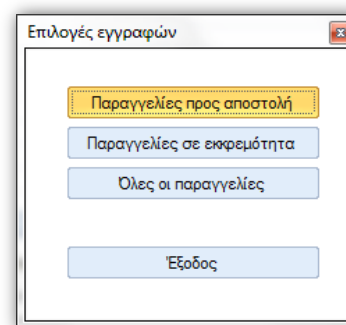 Επιλογές εγγραφών
Παραγγελίες προς αποστολή
Παραγγελίες σε εκκρεμότητα
Όλες οι παραγγελίες
Έξοδος